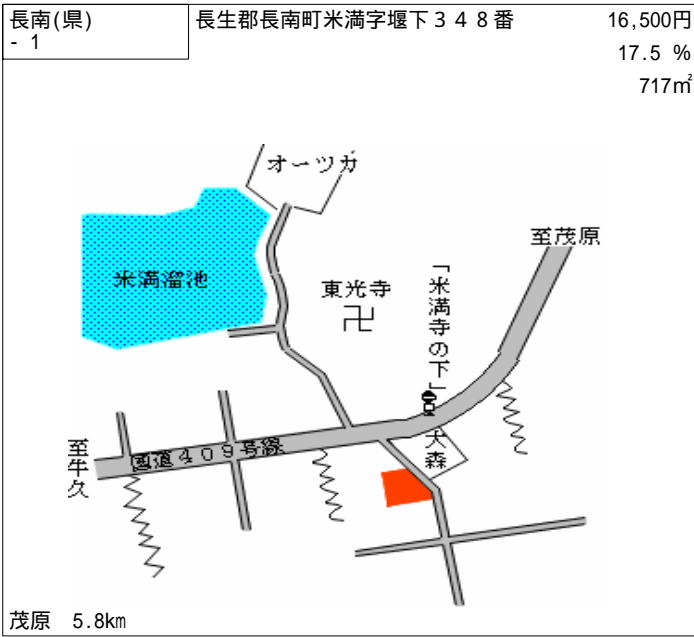 長南(県)
- 1
長生郡長南町米満字堰下３４８番
16,500円
17.5 %
717㎡
オーツカ
至茂原
米満溜池
東光寺
「米満寺の下」
大森
国道４０９号線
至牛久
茂原 5.8km